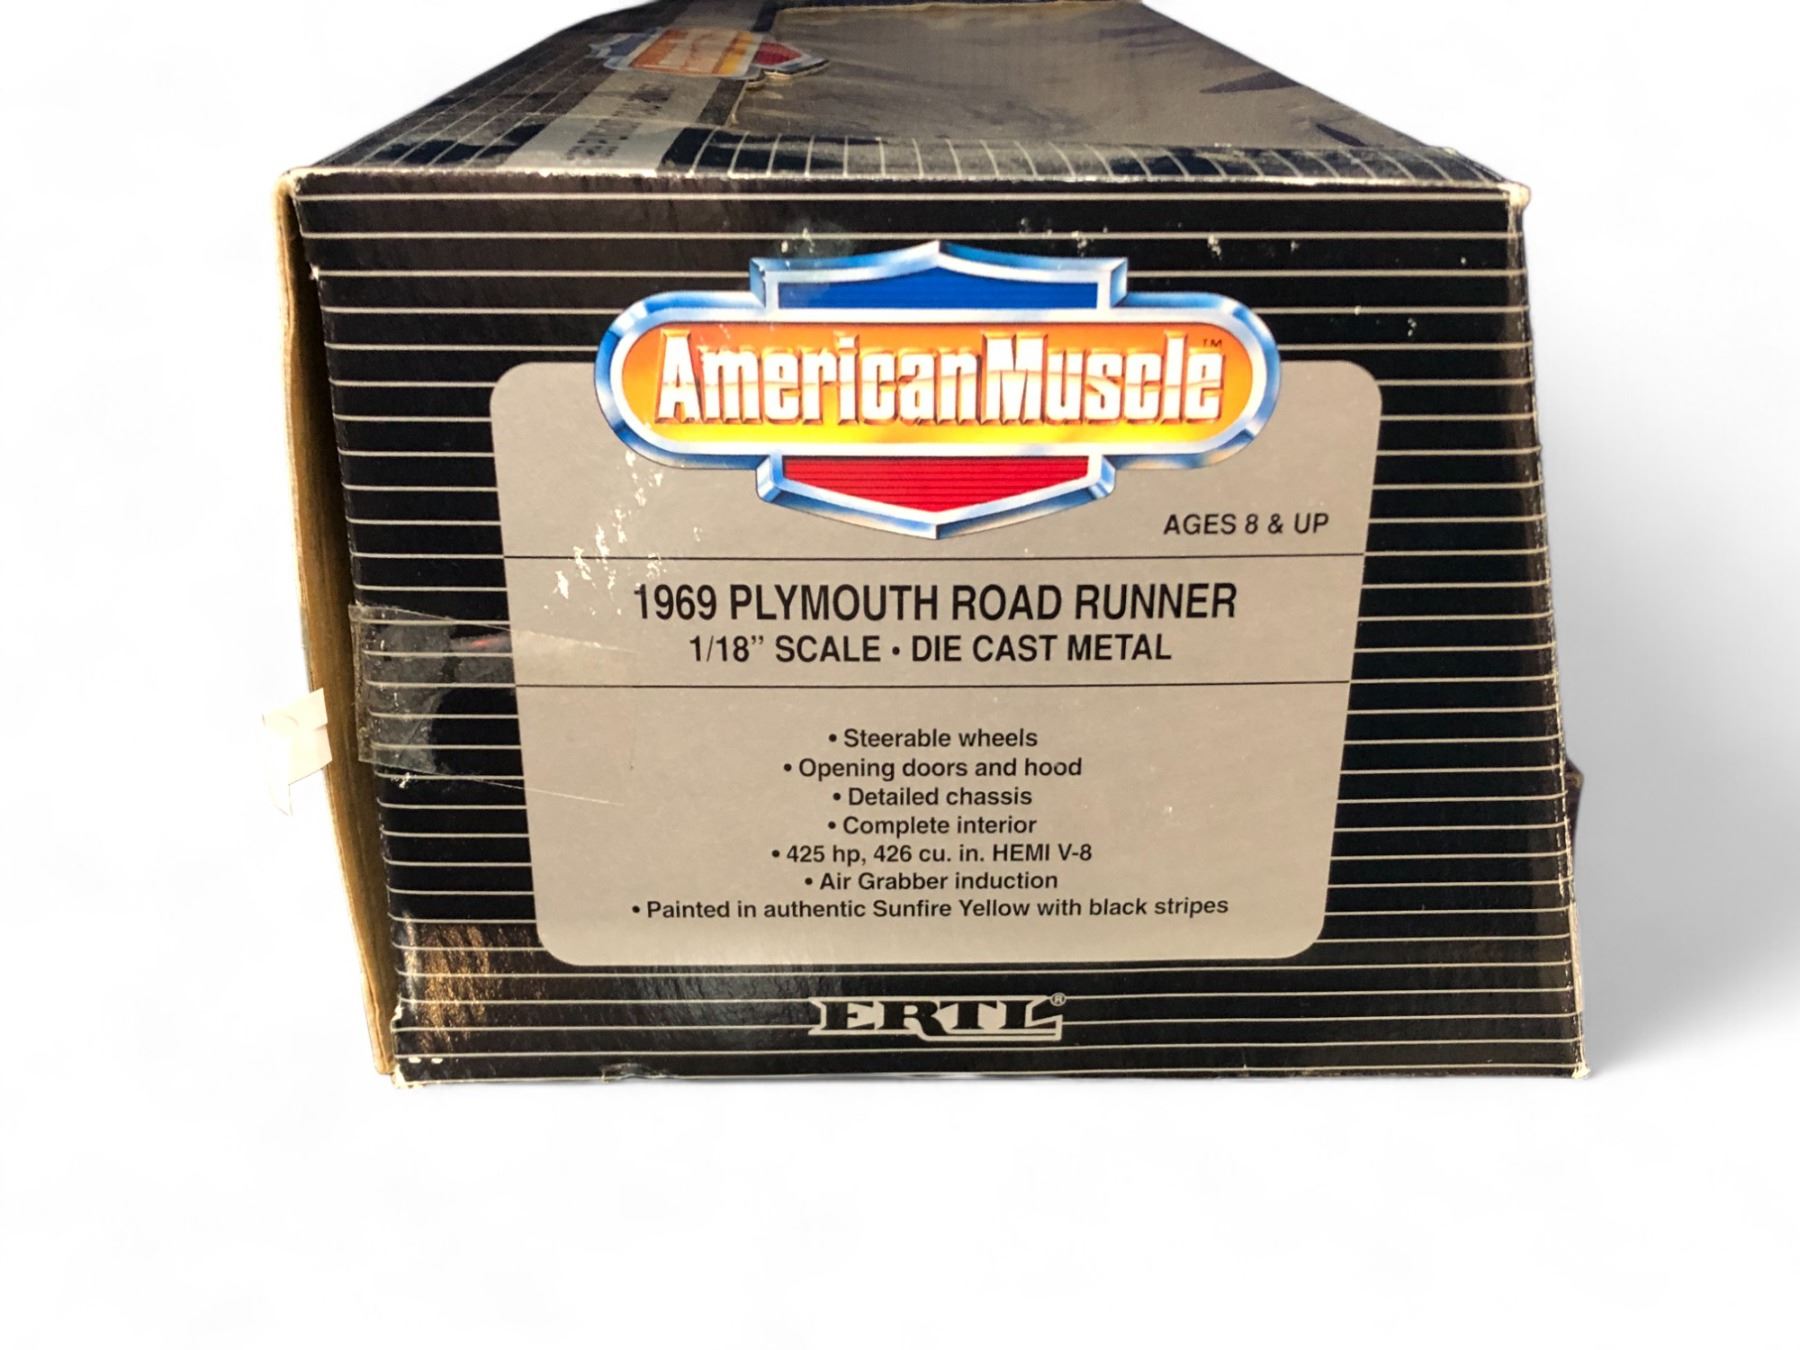 American Muscle™
AGES 8 & UP
1969 PLYMOUTH ROAD RUNNER
1/18” SCALE • DIE CAST METAL
• Steerable wheels
• Opening doors and hood
• Detailed chassis
• Complete interior
• 425 hp, 426 cu. in. HEMI V-8
• Air Grabber induction
• Painted in authentic Sunfire Yellow with black stripes
ERTL®